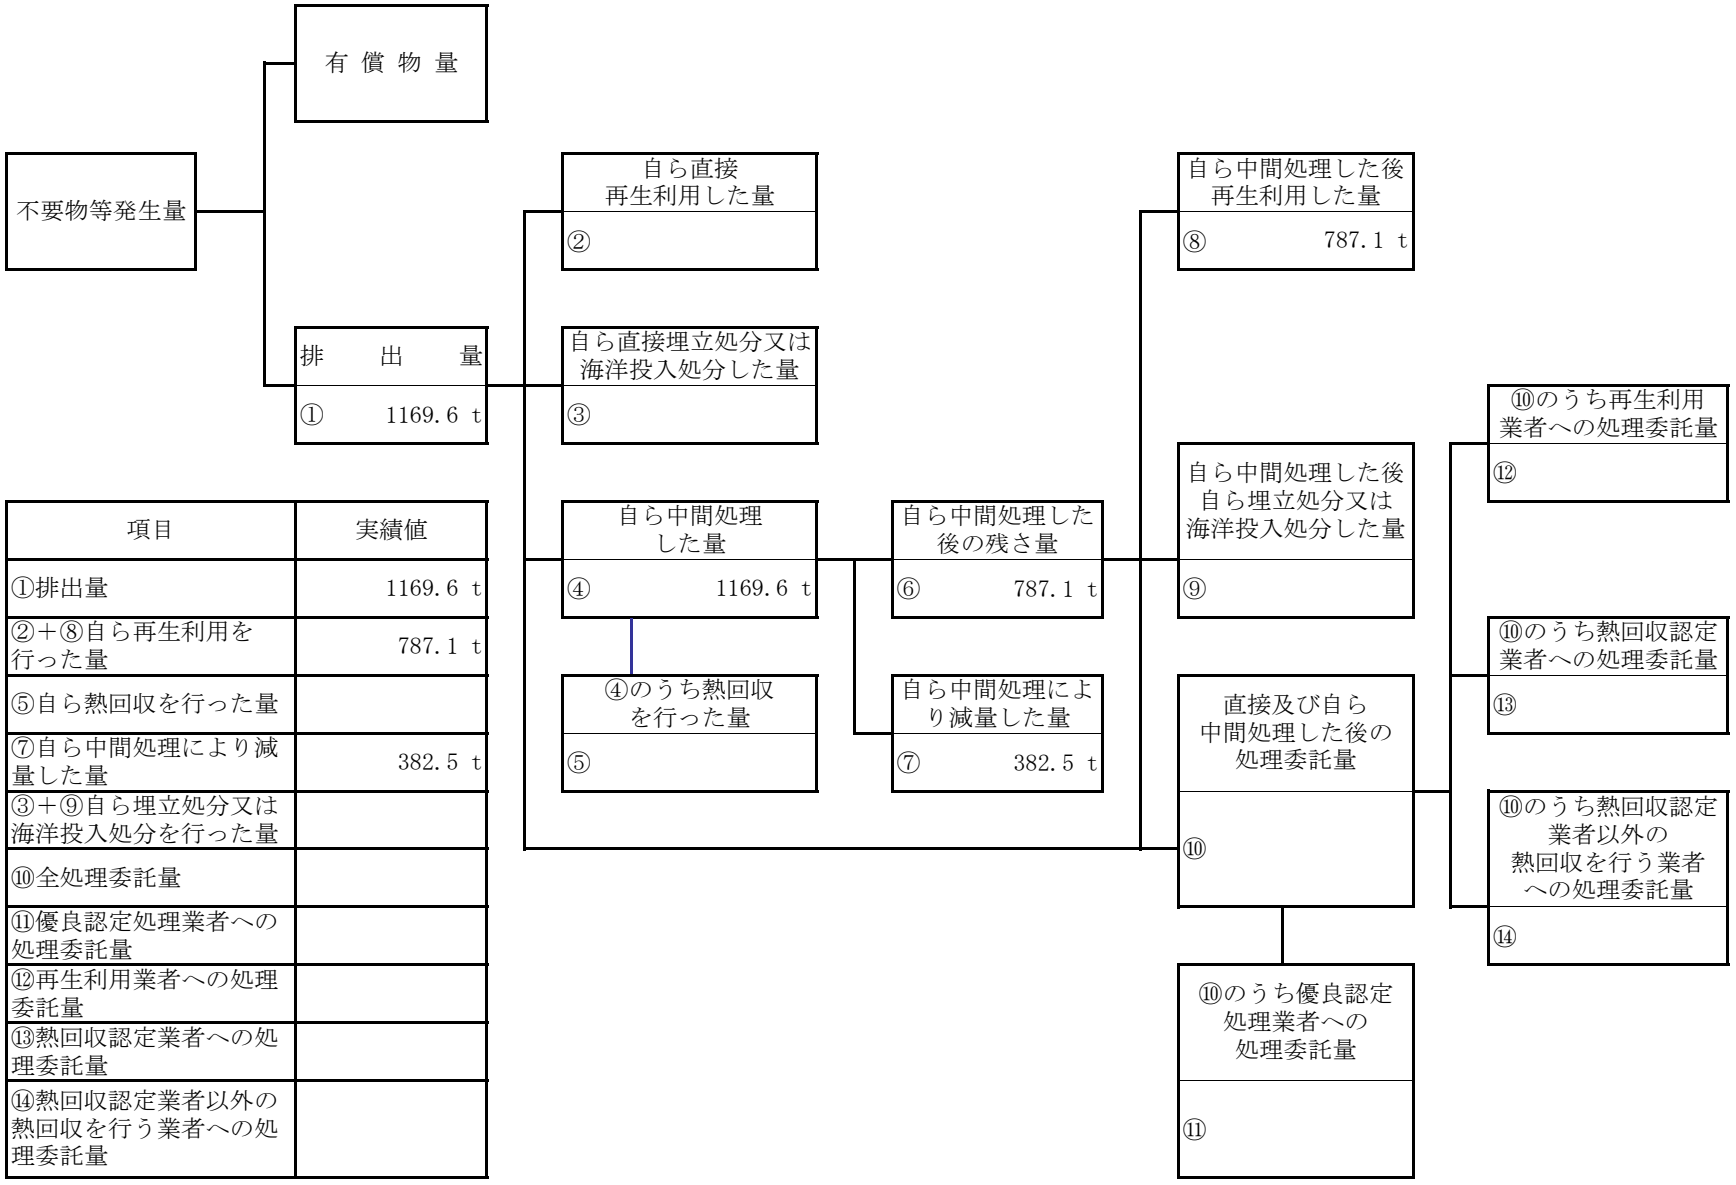 有償物量
不要物等発生量
排出量
① 1169.6 t
自ら直接
再生利用した量
②
自ら直接埋立処分又は
海洋投入処分した量
③
自ら中間処理
した量
④ 1169.6 t
④のうち熱回収
を行った量
⑤
自ら中間処理した
後の残さ量
⑥ 787.1 t
自ら中間処理によ
り減量した量
⑦ 382.5 t
自ら中間処理した後
再生利用した量
⑧ 787.1 t
自ら中間処理した後
自ら埋立処分又は
海洋投入処分した量
⑨
直接及び自ら
中間処理した後の
処理委託量
⑩
⑩のうち優良認定
処理業者への
処理委託量
⑪
⑩のうち再生利用
業者への処理委託量
⑫
⑩のうち熱回収認定
業者への処理委託量
⑬
⑩のうち熱回収認定
業者以外の
熱回収を行う業者
への処理委託量
⑭
項目 実績値
①排出量 1169.6 t
②+⑧自ら再生利用を
行った量 787.1 t
⑤自ら熱回収を行った量
⑦自ら中間処理により減
量した量 382.5 t
③+⑨自ら埋立処分又は
海洋投入処分を行った量
⑩全処理委託量
⑪優良認定処理業者への
処理委託量
⑫再生利用業者への処理
委託量
⑬熱回収認定業者への処
理委託量
⑭熱回収認定業者以外の
熱回収を行う業者への処
理委託量